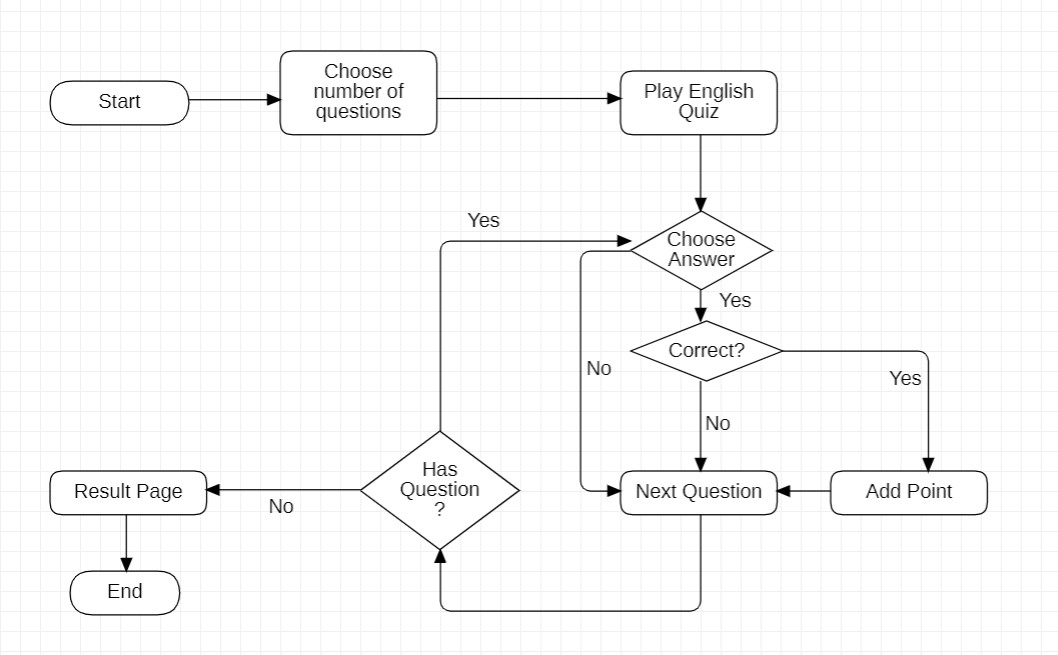 Start
Choose
number of
questions
Play English
Quiz
Yes
Choose
Answer
Yes
Correct?
No
Yes
No
Has
Question
?
Result Page
No
Next Question
Add Point
End